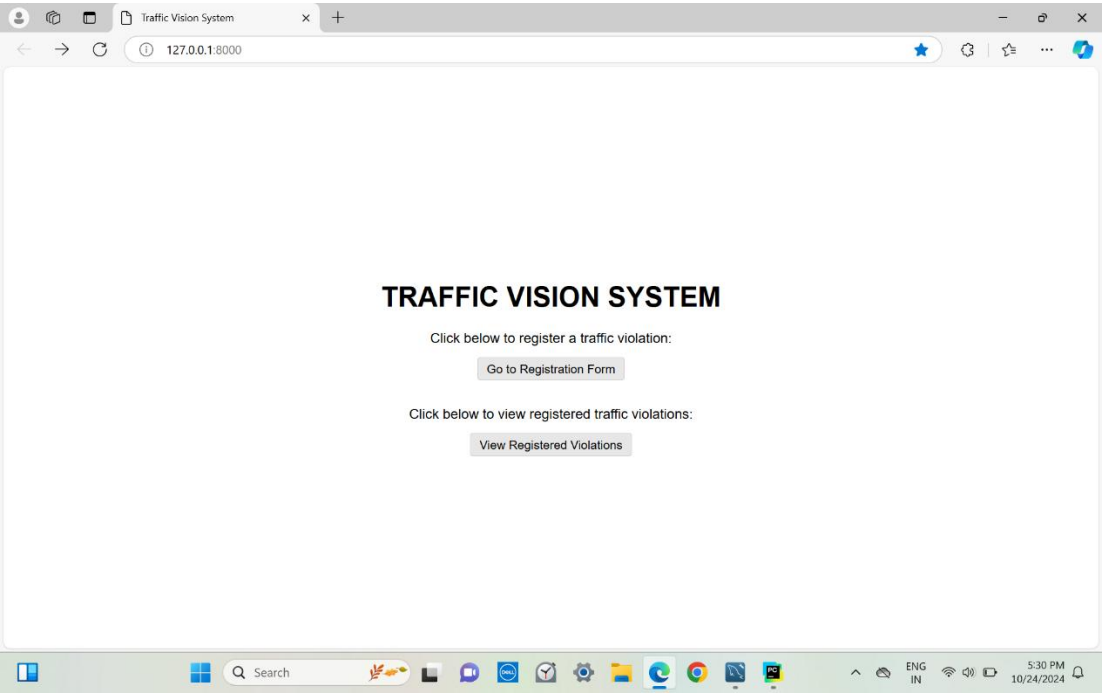 Traffic Vision System
127.0.0.1:8000
TRAFFIC VISION SYSTEM
Click below to register a traffic violation:
Go to Registration Form
Click below to view registered traffic violations:
View Registered Violations
Search
DELL
PC
ENG
IN
5:30 PM
10/24/2024